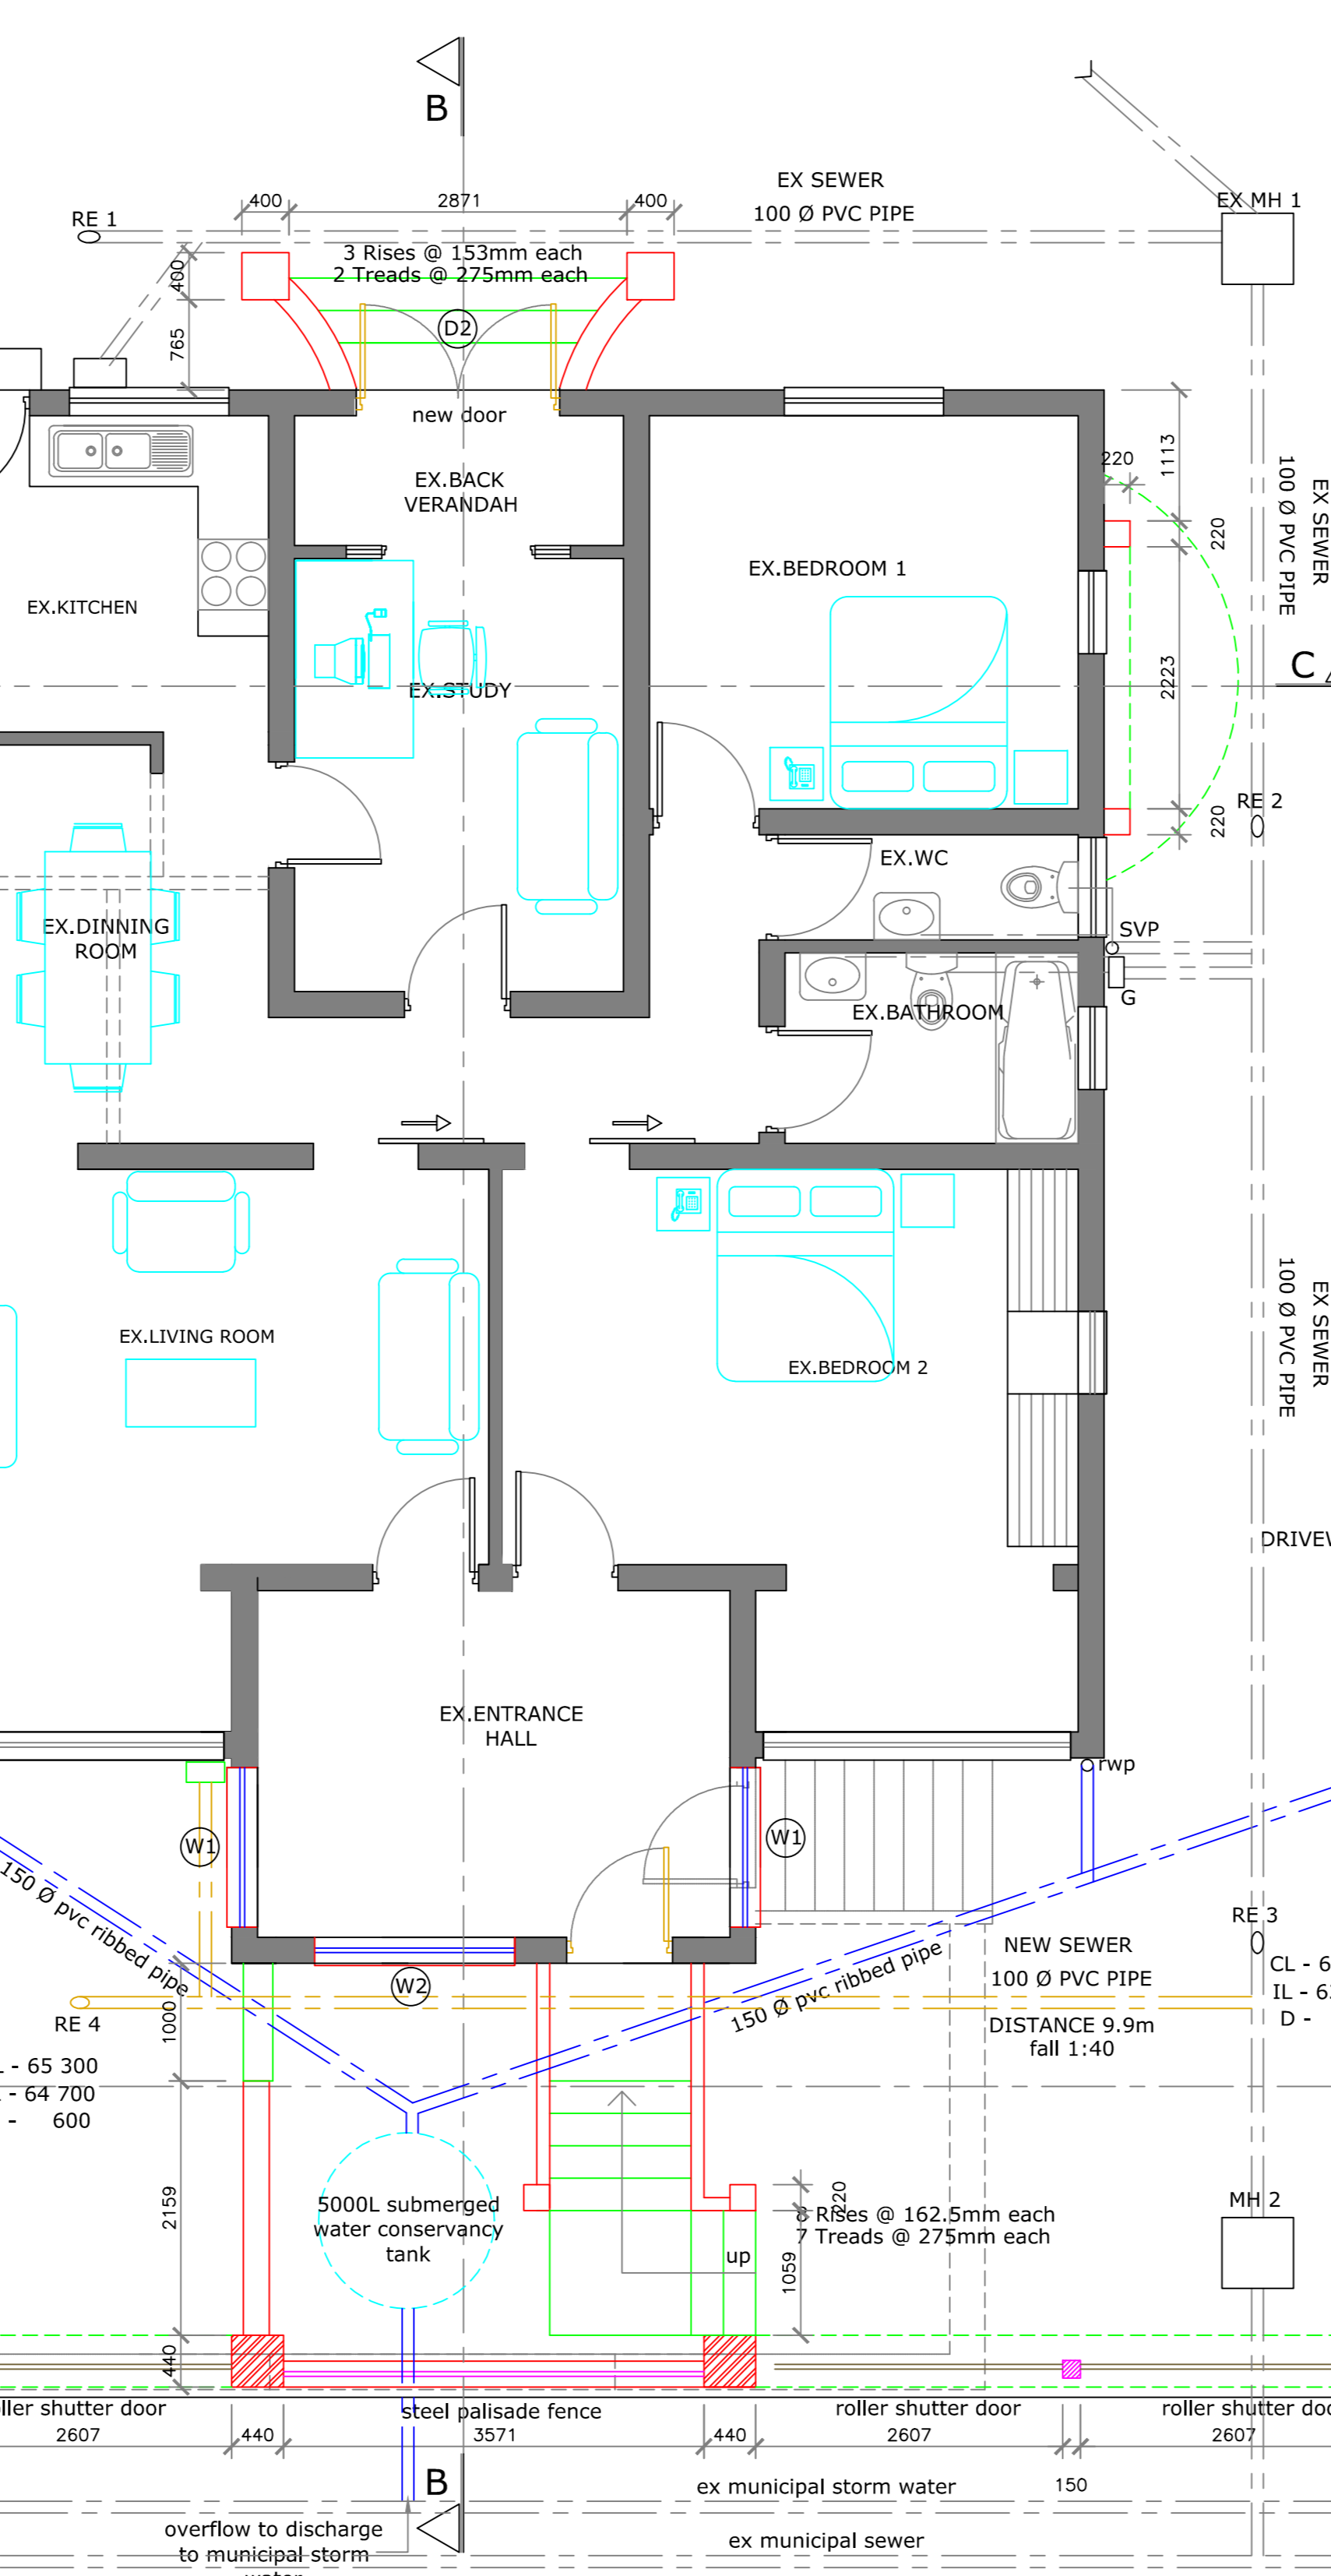 B
EX SEWER
100 Ø PVC PIPE
EX MH 1
RE 1
400
2871
400
3 Rises @ 153mm each
2 Treads @ 275mm each
400
765
D2
new door
EX.BACK
VERANDAH
220
1113
220
EX SEWER
100 Ø PVC PIPE
EX.BEDROOM 1
EX.KITCHEN
EX.STUDY
2223
C
RE 2
220
EX.WC
EX.DINNING
ROOM
SVP
G
EX.BATHROOM
EX SEWER
100 Ø PVC PIPE
EX.LIVING ROOM
EX.BEDROOM 2
DRIVEW
EX.ENTRANCE
HALL
rwp
W1
W1
150 Ø pvc ribbed pipe
W2
150 Ø pvc ribbed pipe
NEW SEWER
100 Ø PVC PIPE
DISTANCE 9.9m
fall 1:40
RE 3
CL - 6
IL - 6
D -
RE 4
1000
L - 65 300
- 64 700
- 600
2159
5000L submerged
water conservancy
tank
220
8 Rises @ 162.5mm each
7 Treads @ 275mm each
up
1059
MH 2
440
oller shutter door
steel palisade fence
roller shutter door
roller shutter doo
2607
440
3571
440
2607
2607
150
B
ex municipal storm water
overflow to discharge
to municipal storm
water
ex municipal sewer